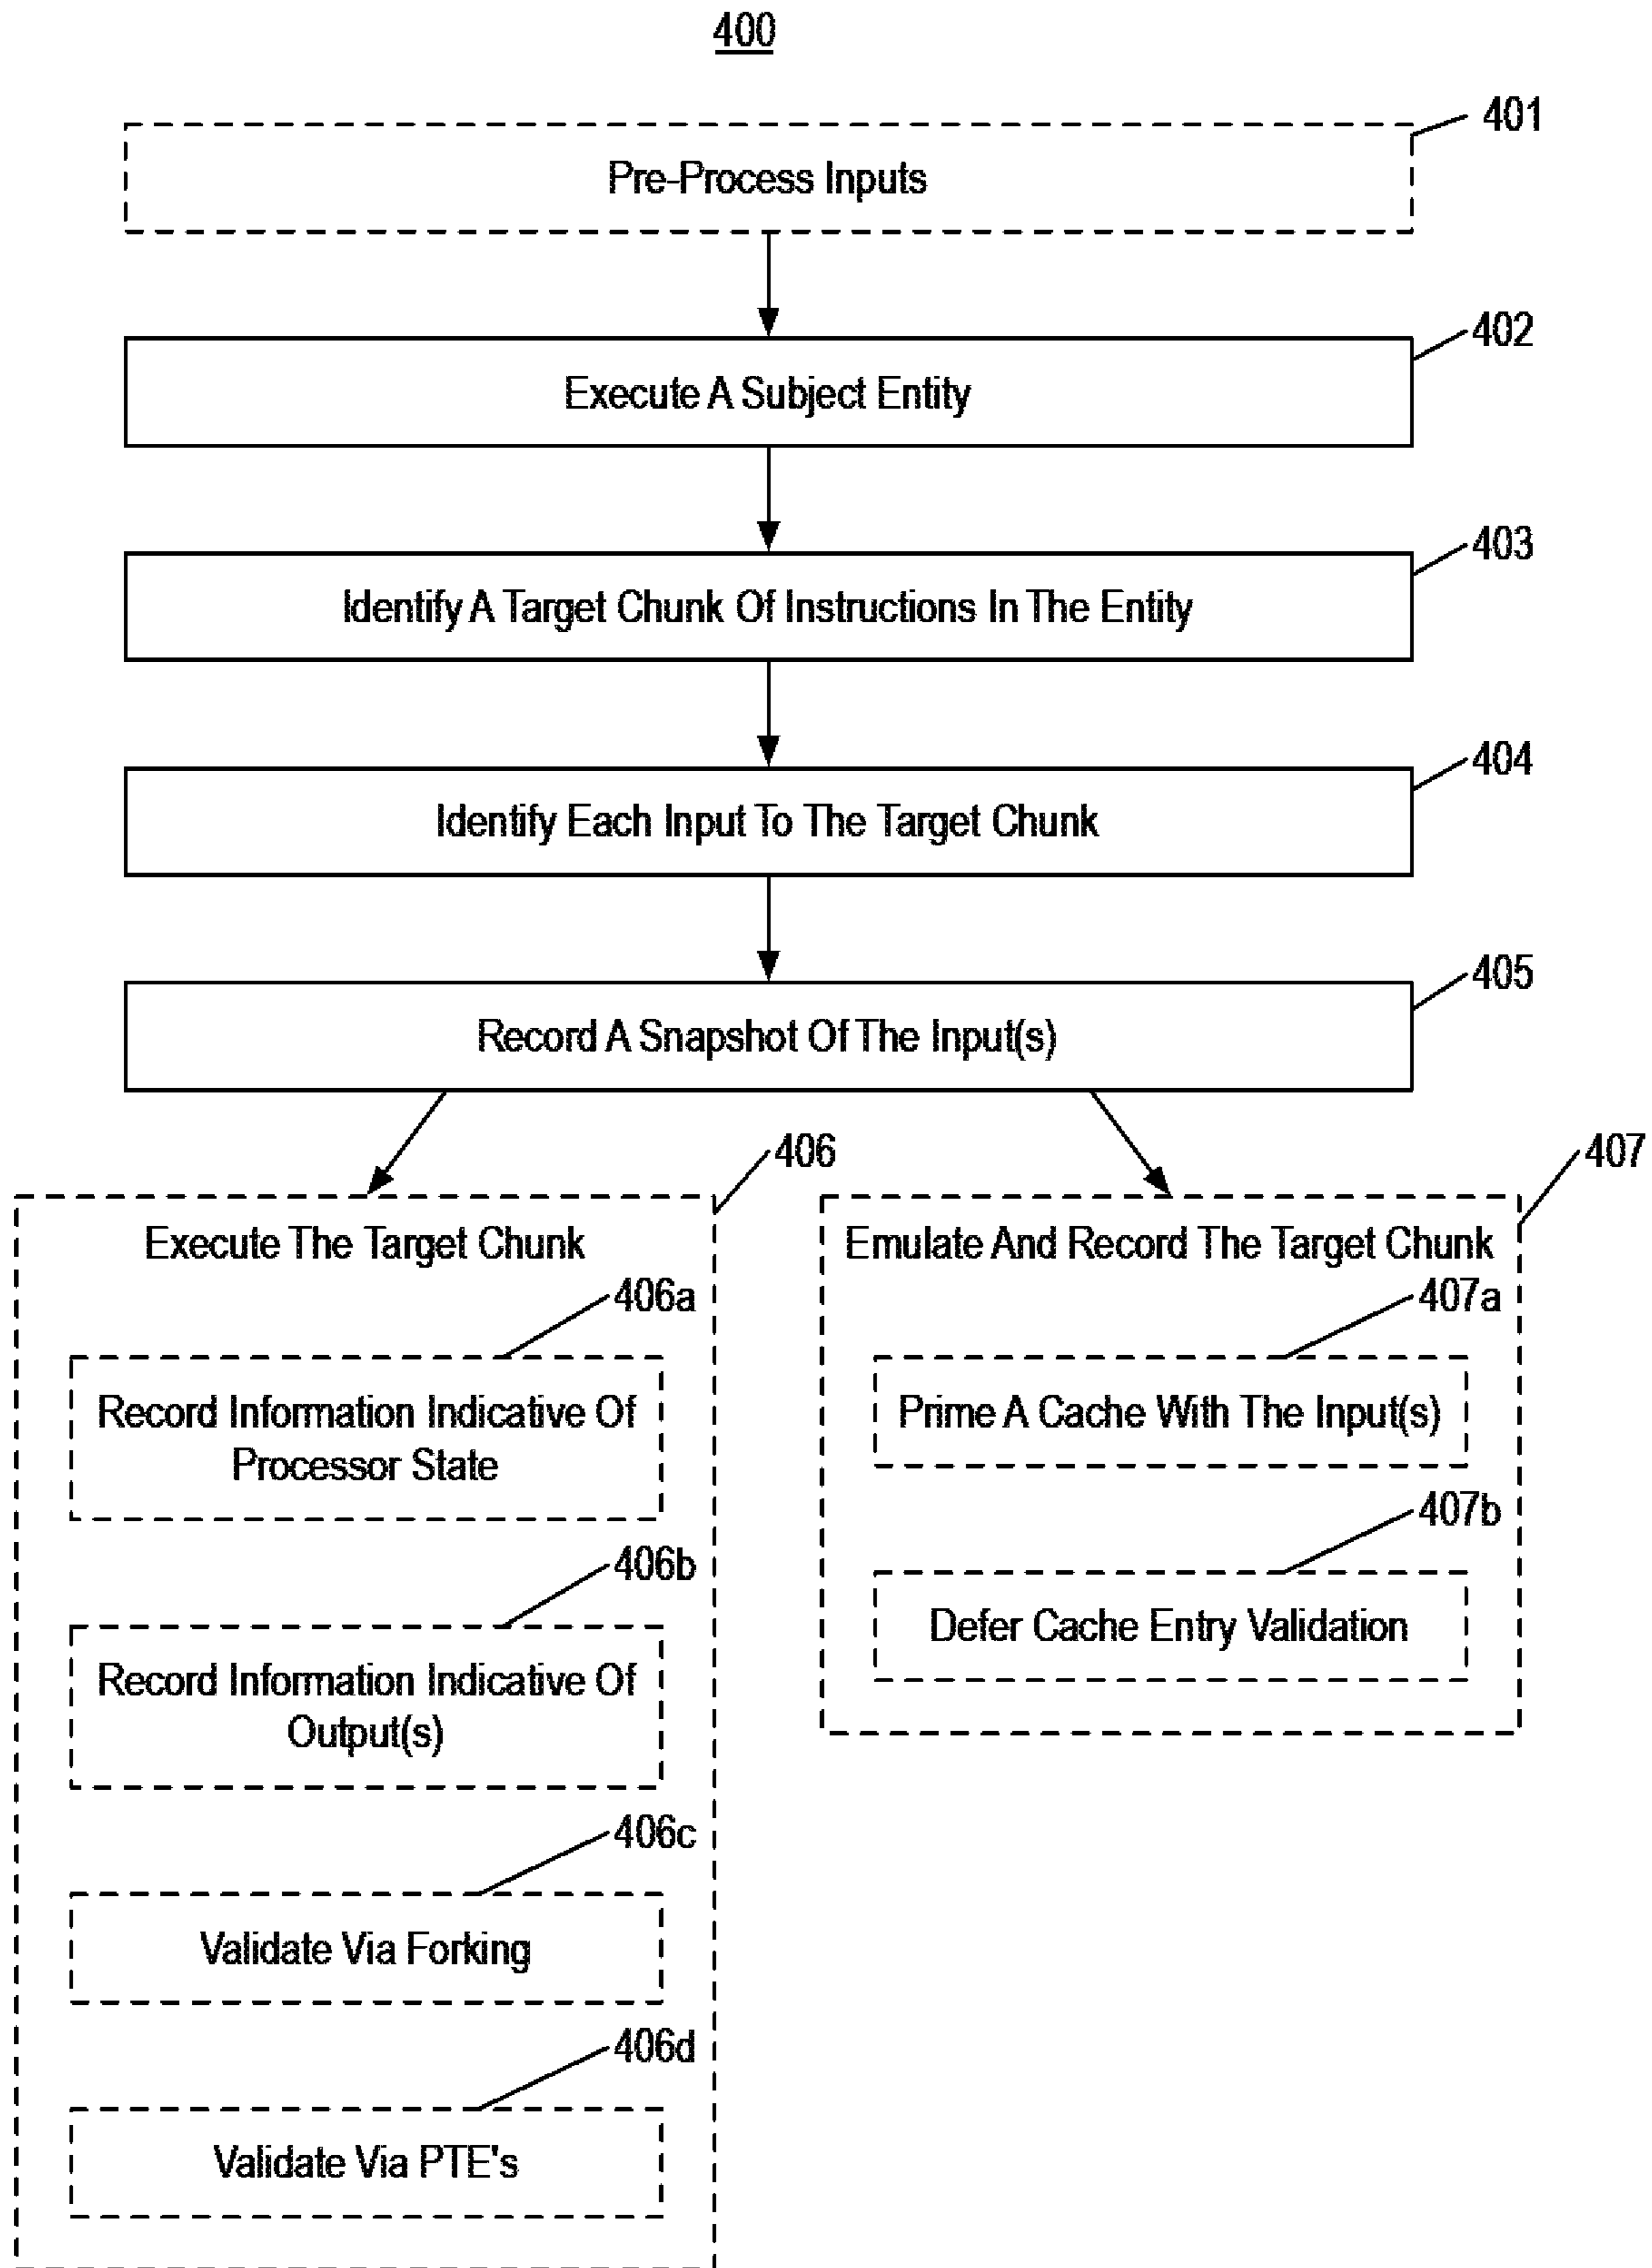 400
401
Pre-Process Inputs
402
Execute A Subject Entity
403
Identify A Target Chunk Of Instructions In The Entity
404
Identify Each Input To The Target Chunk
405
Record A Snapshot Of The Input(s)
406
Execute The Target Chunk
406a
Record Information Indicative Of
Processor State
406b
Record Information Indicative Of
Output(s)
406c
Validate Via Forking
406d
Validate Via PTE's
407
Emulate And Record The Target Chunk
407a
Prime A Cache With The Input(s)
407b
Defer Cache Entry Validation